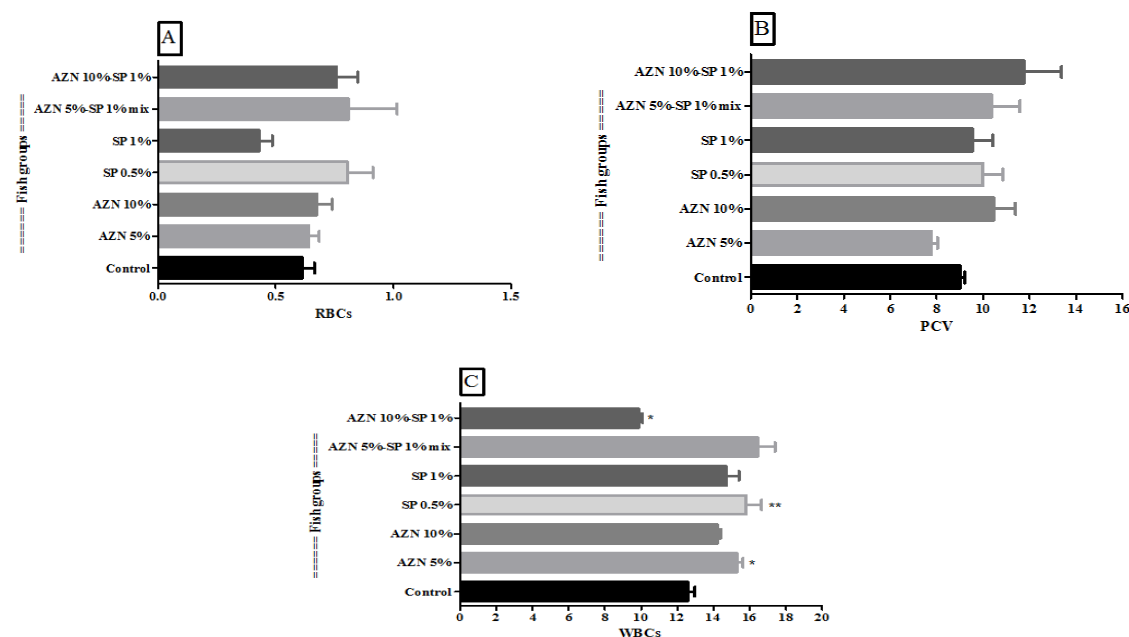 A
AZN 10%-SP 1%
AZN 5%-SP 1% mix
SP 1%
SP 0.5%
AZN 10%
AZN 5%
Control
Fish groups
0.0 0.5 1.0 1.5
RBCs
B
AZN 10%-SP 1%
AZN 5%-SP 1% mix
SP 1%
SP 0.5%
AZN 10%
AZN 5%
Control
Fish groups
0 2 4 6 8 10 12 14 16
PCV
C
AZN 10%-SP 1% *
AZN 5%-SP 1% mix
SP 1%
SP 0.5% **
AZN 10%
AZN 5% *
Control
Fish groups
0 2 4 6 8 10 12 14 16 18 20
WBCs